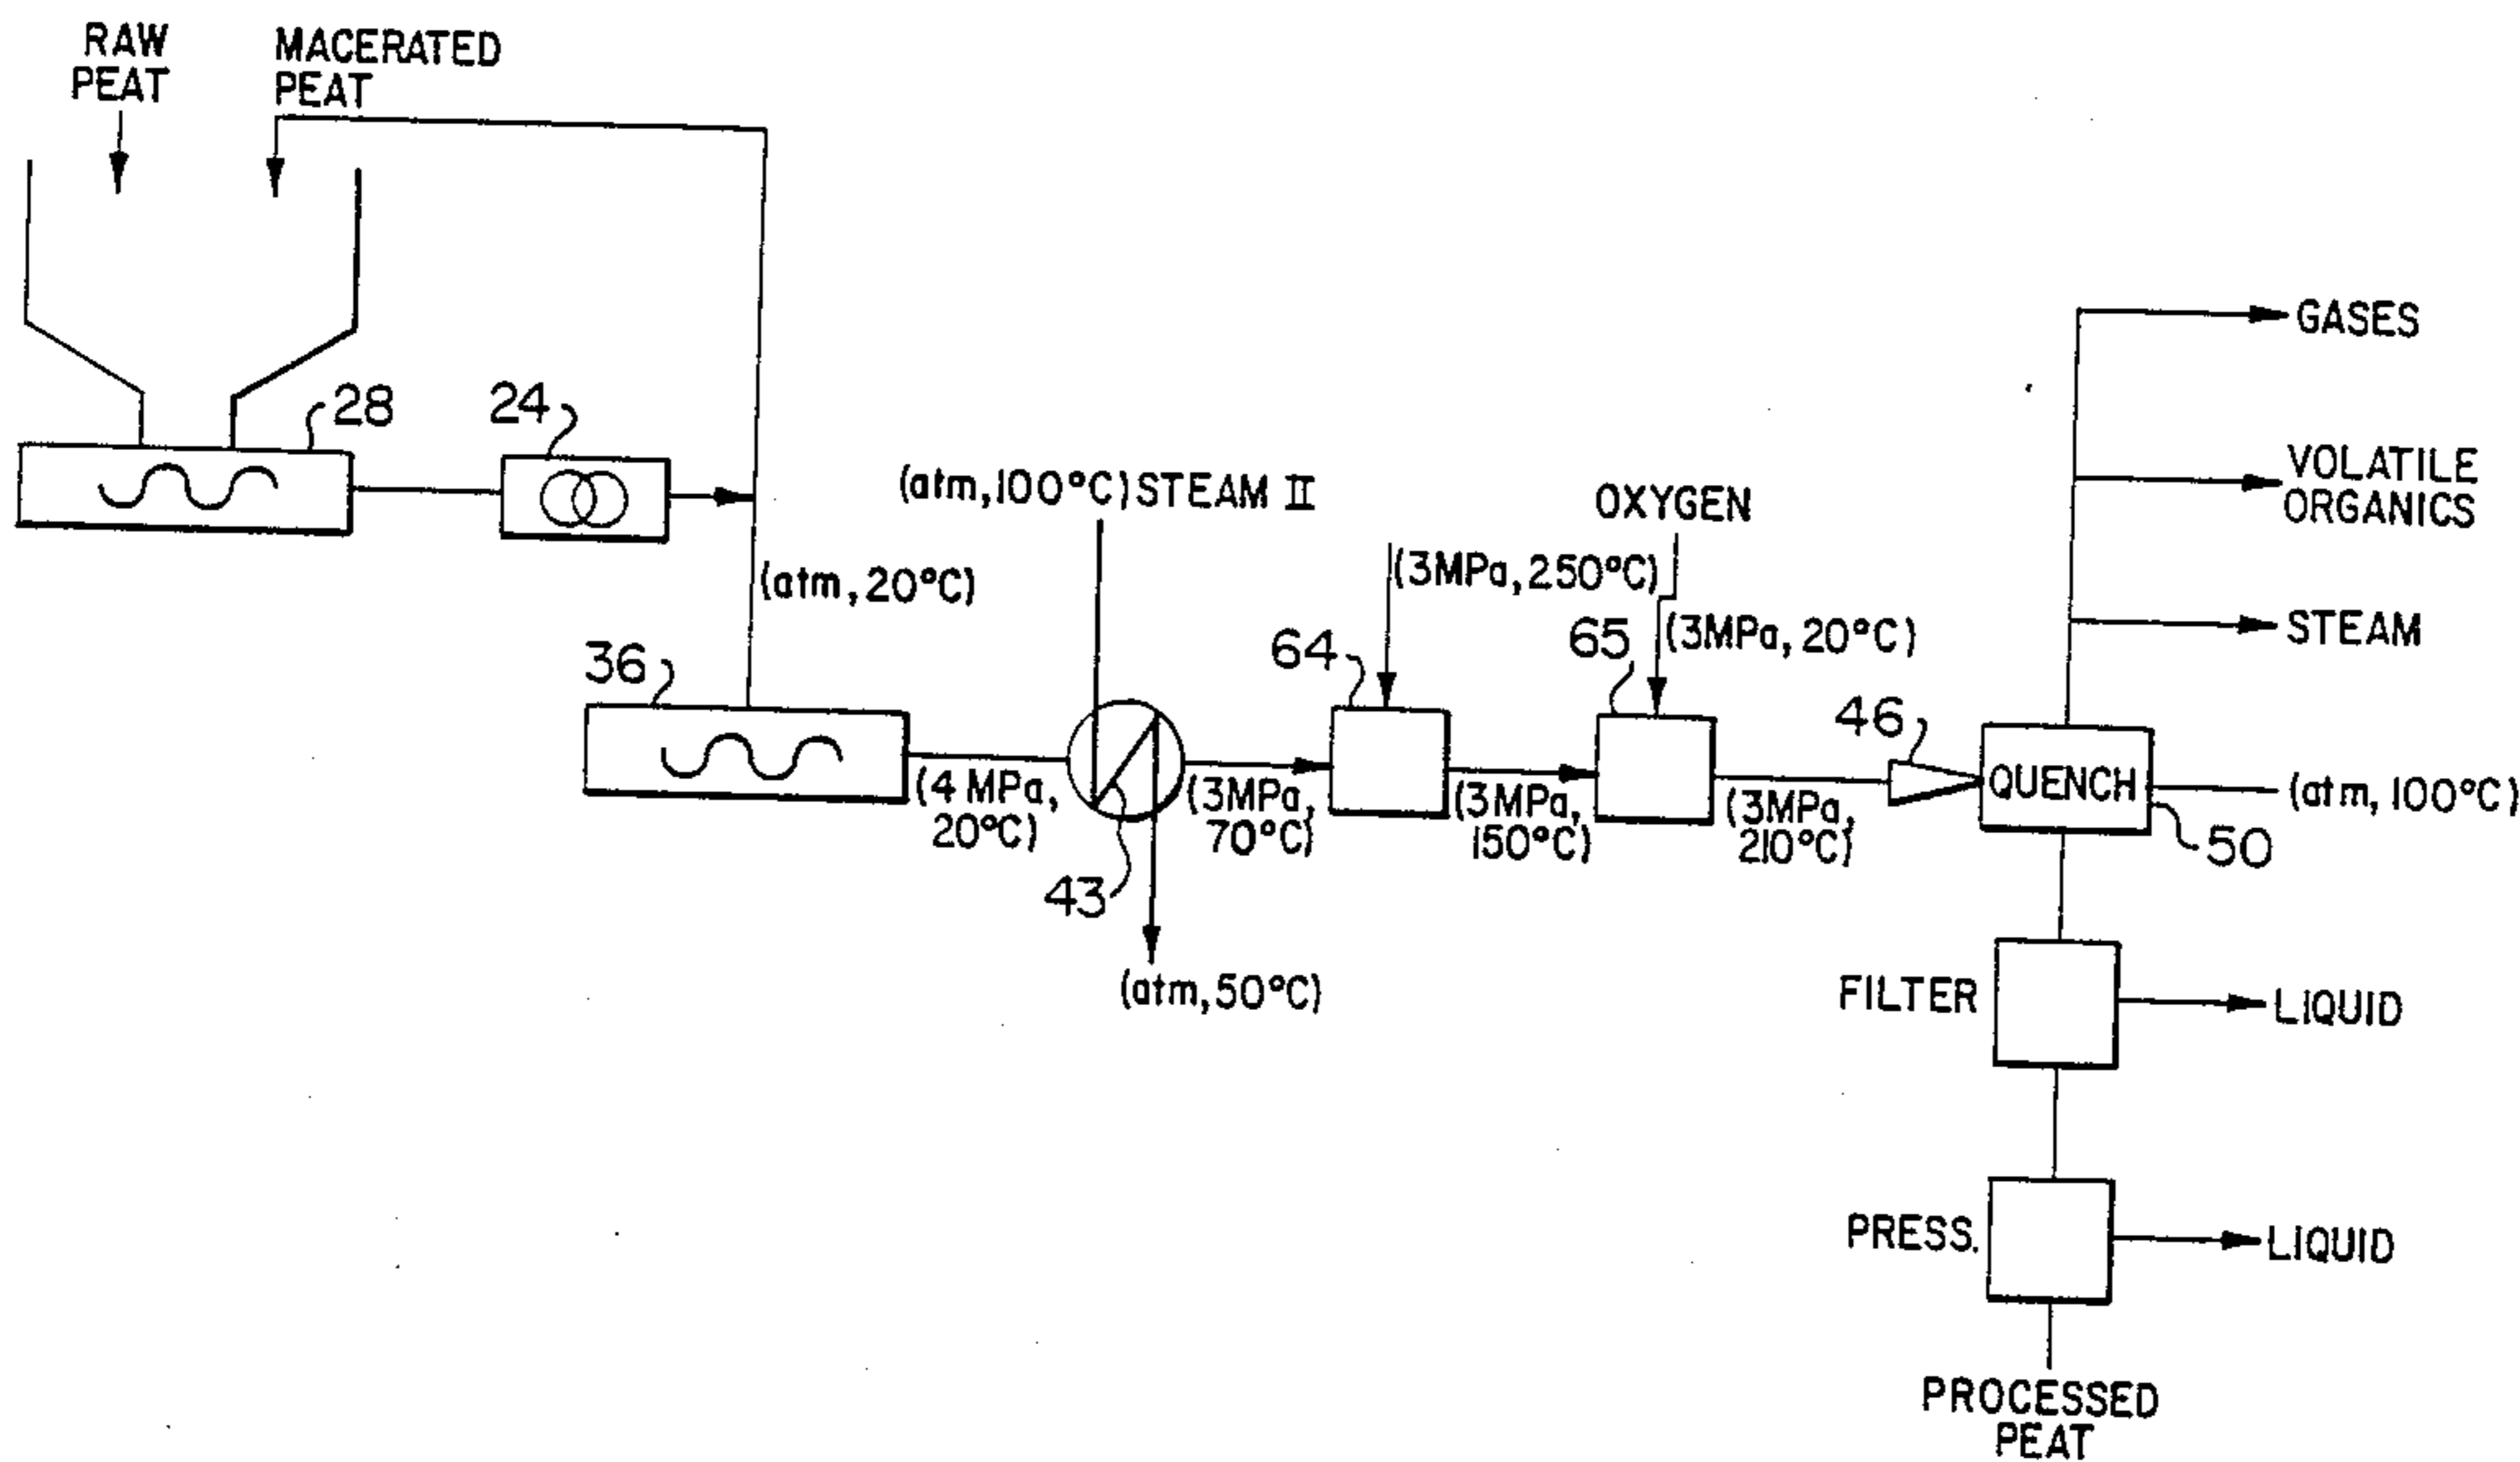 RAW
PEAT
MACERATED
PEAT
28
24
(atm,100°C) STEAM II
OXYGEN
(atm,20°C)
(3MPa,250°C)
(3MPa,20°C)
36
64
65
46
(4 MPa,
20°C)
43
(3MPa,
70°C)
(3MPa,
150°C)
(3MPa,
210°C)
(atm,50°C)
GASES
VOLATILE
ORGANICS
STEAM
QUENCH
(atm, 100°C)
50
FILTER
LIQUID
PRESS.
LIQUID
PROCESSED
PEAT